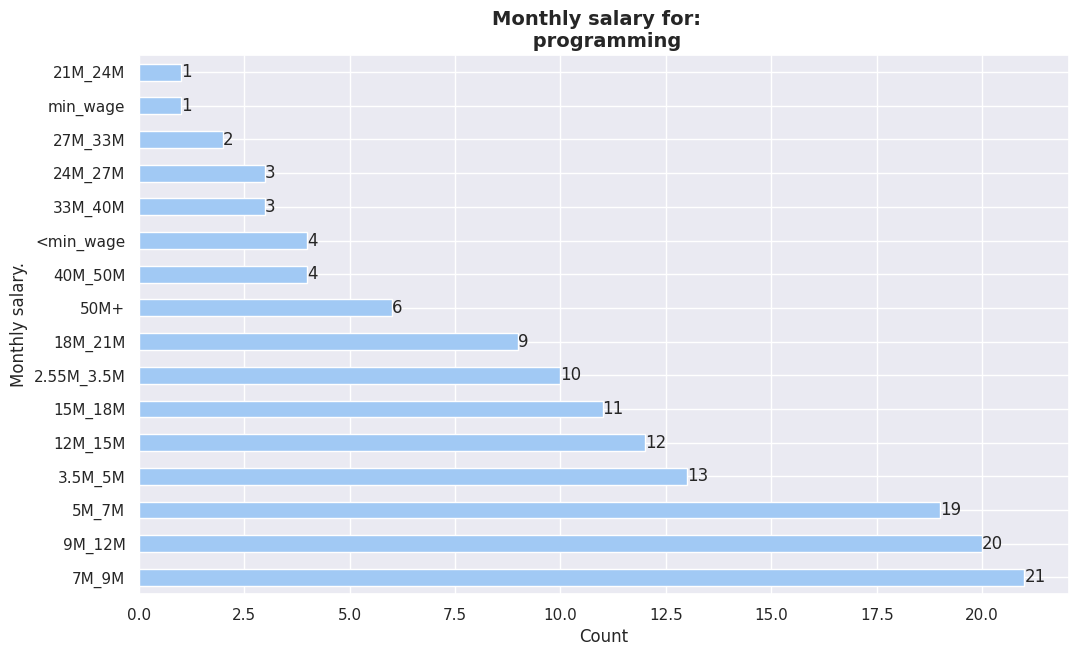 Monthly salary for:
programming
21M_24M 1
min_wage 1
27M_33M 2
24M_27M 3
33M_40M 3
<min_wage 4
40M_50M 4
50M+ 6
18M_21M 9
2.55M_3.5M 10
15M_18M 11
12M_15M 12
3.5M_5M 13
5M_7M 19
9M_12M 20
7M_9M 21
Monthly salary.
0.0 2.5 5.0 7.5 10.0 12.5 15.0 17.5 20.0
Count